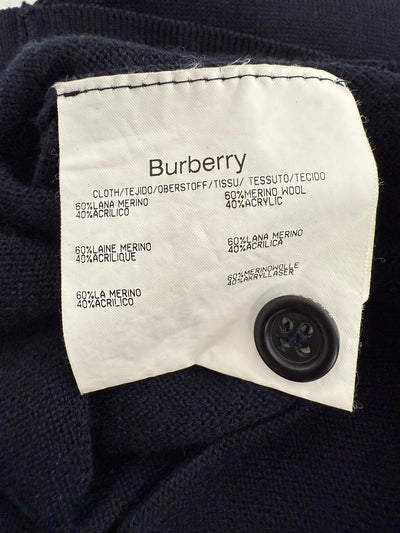 Burberry
CLOTH/TEJIDO/OBERSTOFF/TISSU/ TESSUTO/TECIDO
60%LANA MERINO
40%ACRILICO
60%MERINO WOOL
40%ACRYLIC
60%LAINE MERINO
40%ACRILIQUE
60%LANA MERINO
40%ACRILICA
60%LA MERINO
40%ACRILICO
60%MERINOWOLLE
40%AKRYLLASER